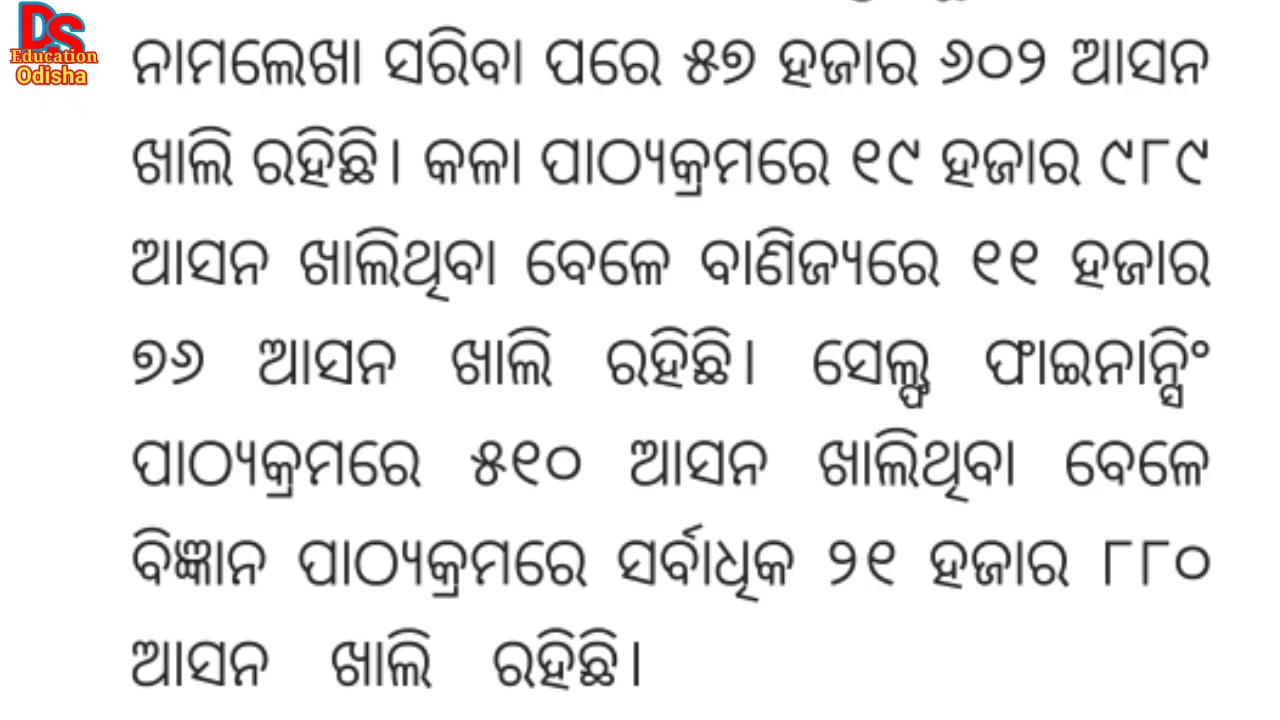 DS
Education
Odisha
ନାମଲେଖା ସରିବା ପରେ ୫୭ ହଜାର ୬୦୨ ଆସନ
ଖାଲି ରହିଛି। କଳା ପାଠ୍ୟକ୍ରମରେ ୧୯ ହଜାର ୯୮୯
ଆସନ ଖାଲିଥିବା ବେଳେ ବାଣିଜ୍ୟରେ ୧୧ ହଜାର
୭୬ ଆସନ ଖାଲି ରହିଛି। ସେଲ୍ଫ ଫାଇନାନ୍ସିଂ
ପାଠ୍ୟକ୍ରମରେ ୫୧୦ ଆସନ ଖାଲିଥିବା ବେଳେ
ବିଜ୍ଞାନ ପାଠ୍ୟକ୍ରମରେ ସର୍ବାଧିକ ୨୧ ହଜାର ୮୮୦
ଆସନ ଖାଲି ରହିଛି।